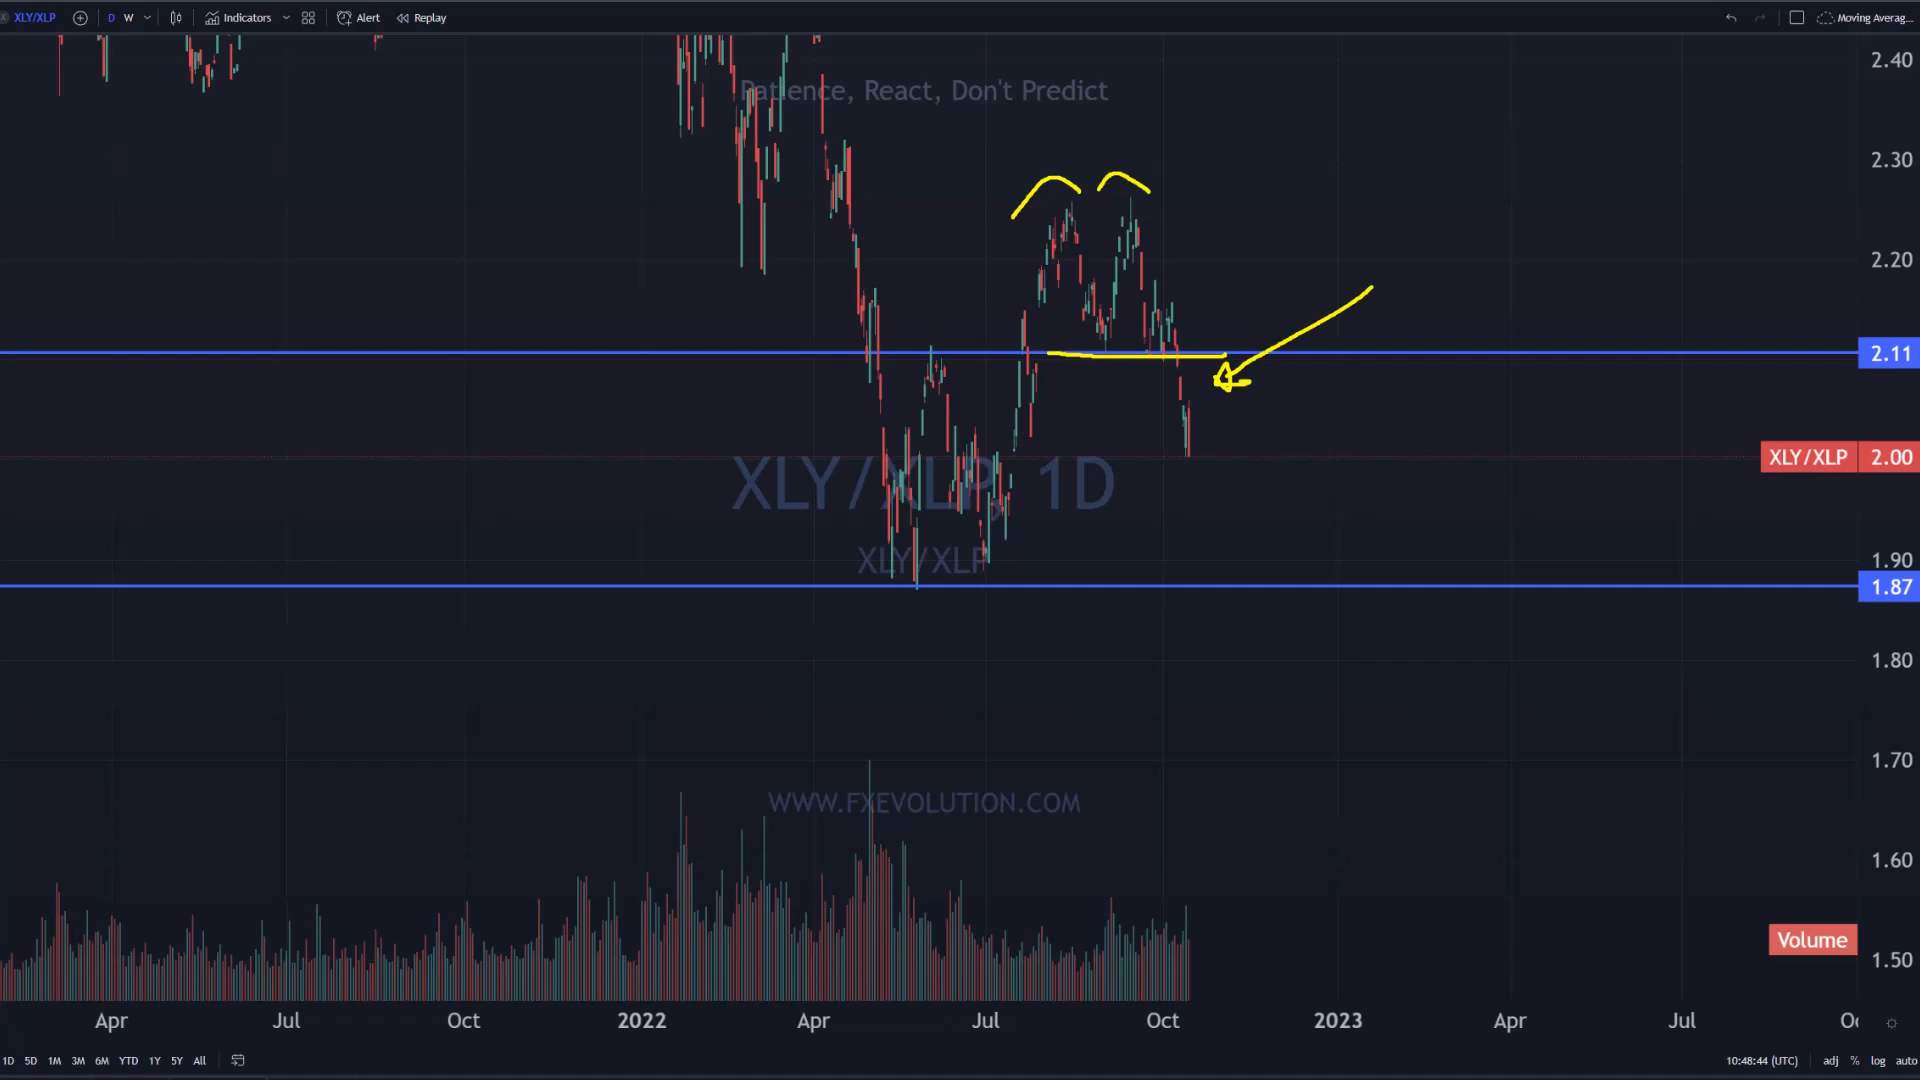 XLY/XLP D W Indicators Alert Replay Moving Averag...
Patience, React, Don't Predict
2.40
2.30
2.20
2.11
XLY/XLP 2.00
XLY/XLP, 1D
XLY/XLP
1.90
1.87
1.80
1.70
WWW.FXEVOLUTION.COM
1.60
Volume
1.50
Apr Jul Oct 2022 Apr Jul Oct 2023 Apr Jul Oc
1D 5D 1M 3M 6M YTD 1Y 5Y All 10:48:44 (UTC) adj % log auto